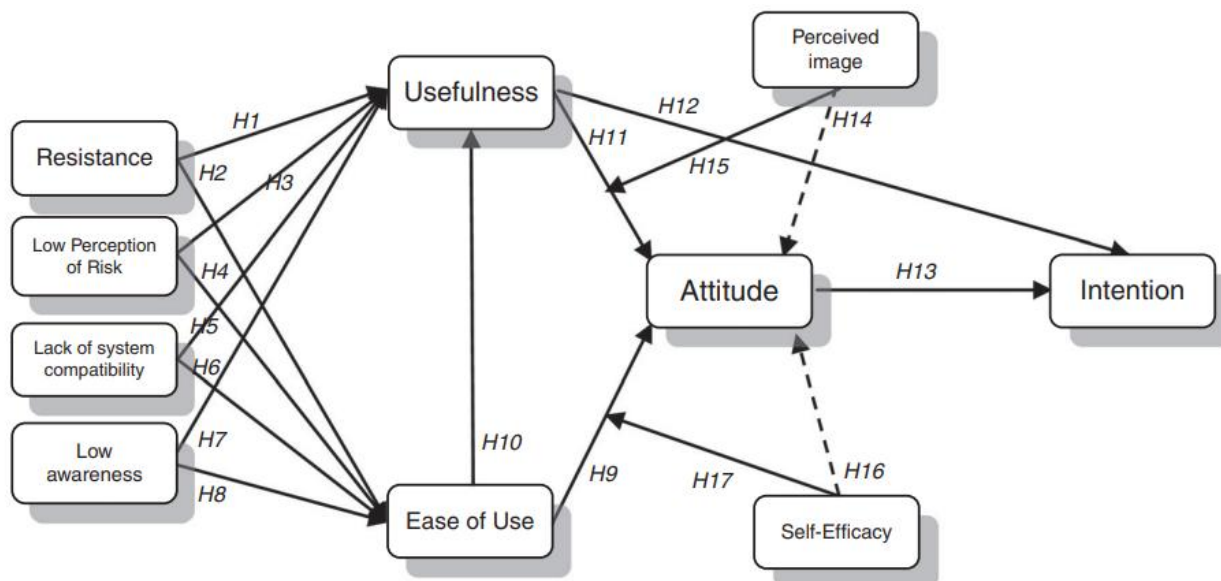 Perceived
image
Usefulness
H12
H1
H11
H14
Resistance
H2
H3
H15
Low Perception
of Risk
H4
Attitude
H13
Intention
H5
Lack of system
compatibility
H6
H7
Low
awareness
H10
H9
H17
H16
H8
Ease of Use
Self-Efficacy